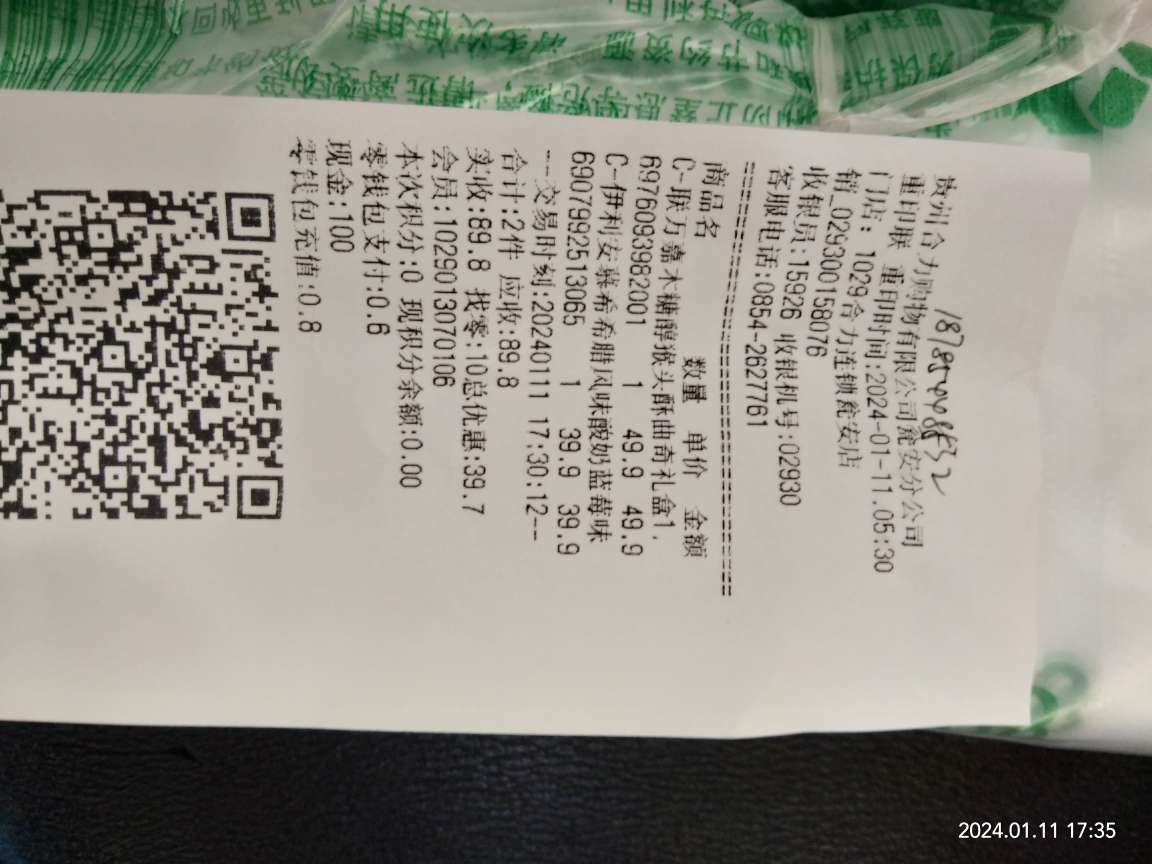 贵州合力购物有限公司瓮安分公司
重印联 重印时间:2024-01-11.05:30
门店: 1029合力连锁瓮安店
销_029300158076
收银员:15926 收银机号:02930
客服电话:0854-2627761
商品名 数量 单价 金额
C-联万嘉木糖醇猴头酥曲奇礼盒1.
6976093982001 1 49.9 49.9
C-伊利安慕希希腊风味酸奶蓝莓味
6907992513065 1 39.9 39.9
--交易时刻:20240111 17:30:12--
合计:2件 应收:89.8
实收:89.8 找零:10总优惠:39.7
会员:1029013070106
本次积分:0 现积分余额:0.00
零钱包支付:0.6
现金:100
零钱包充值:0.8
2024.01.11 17:35